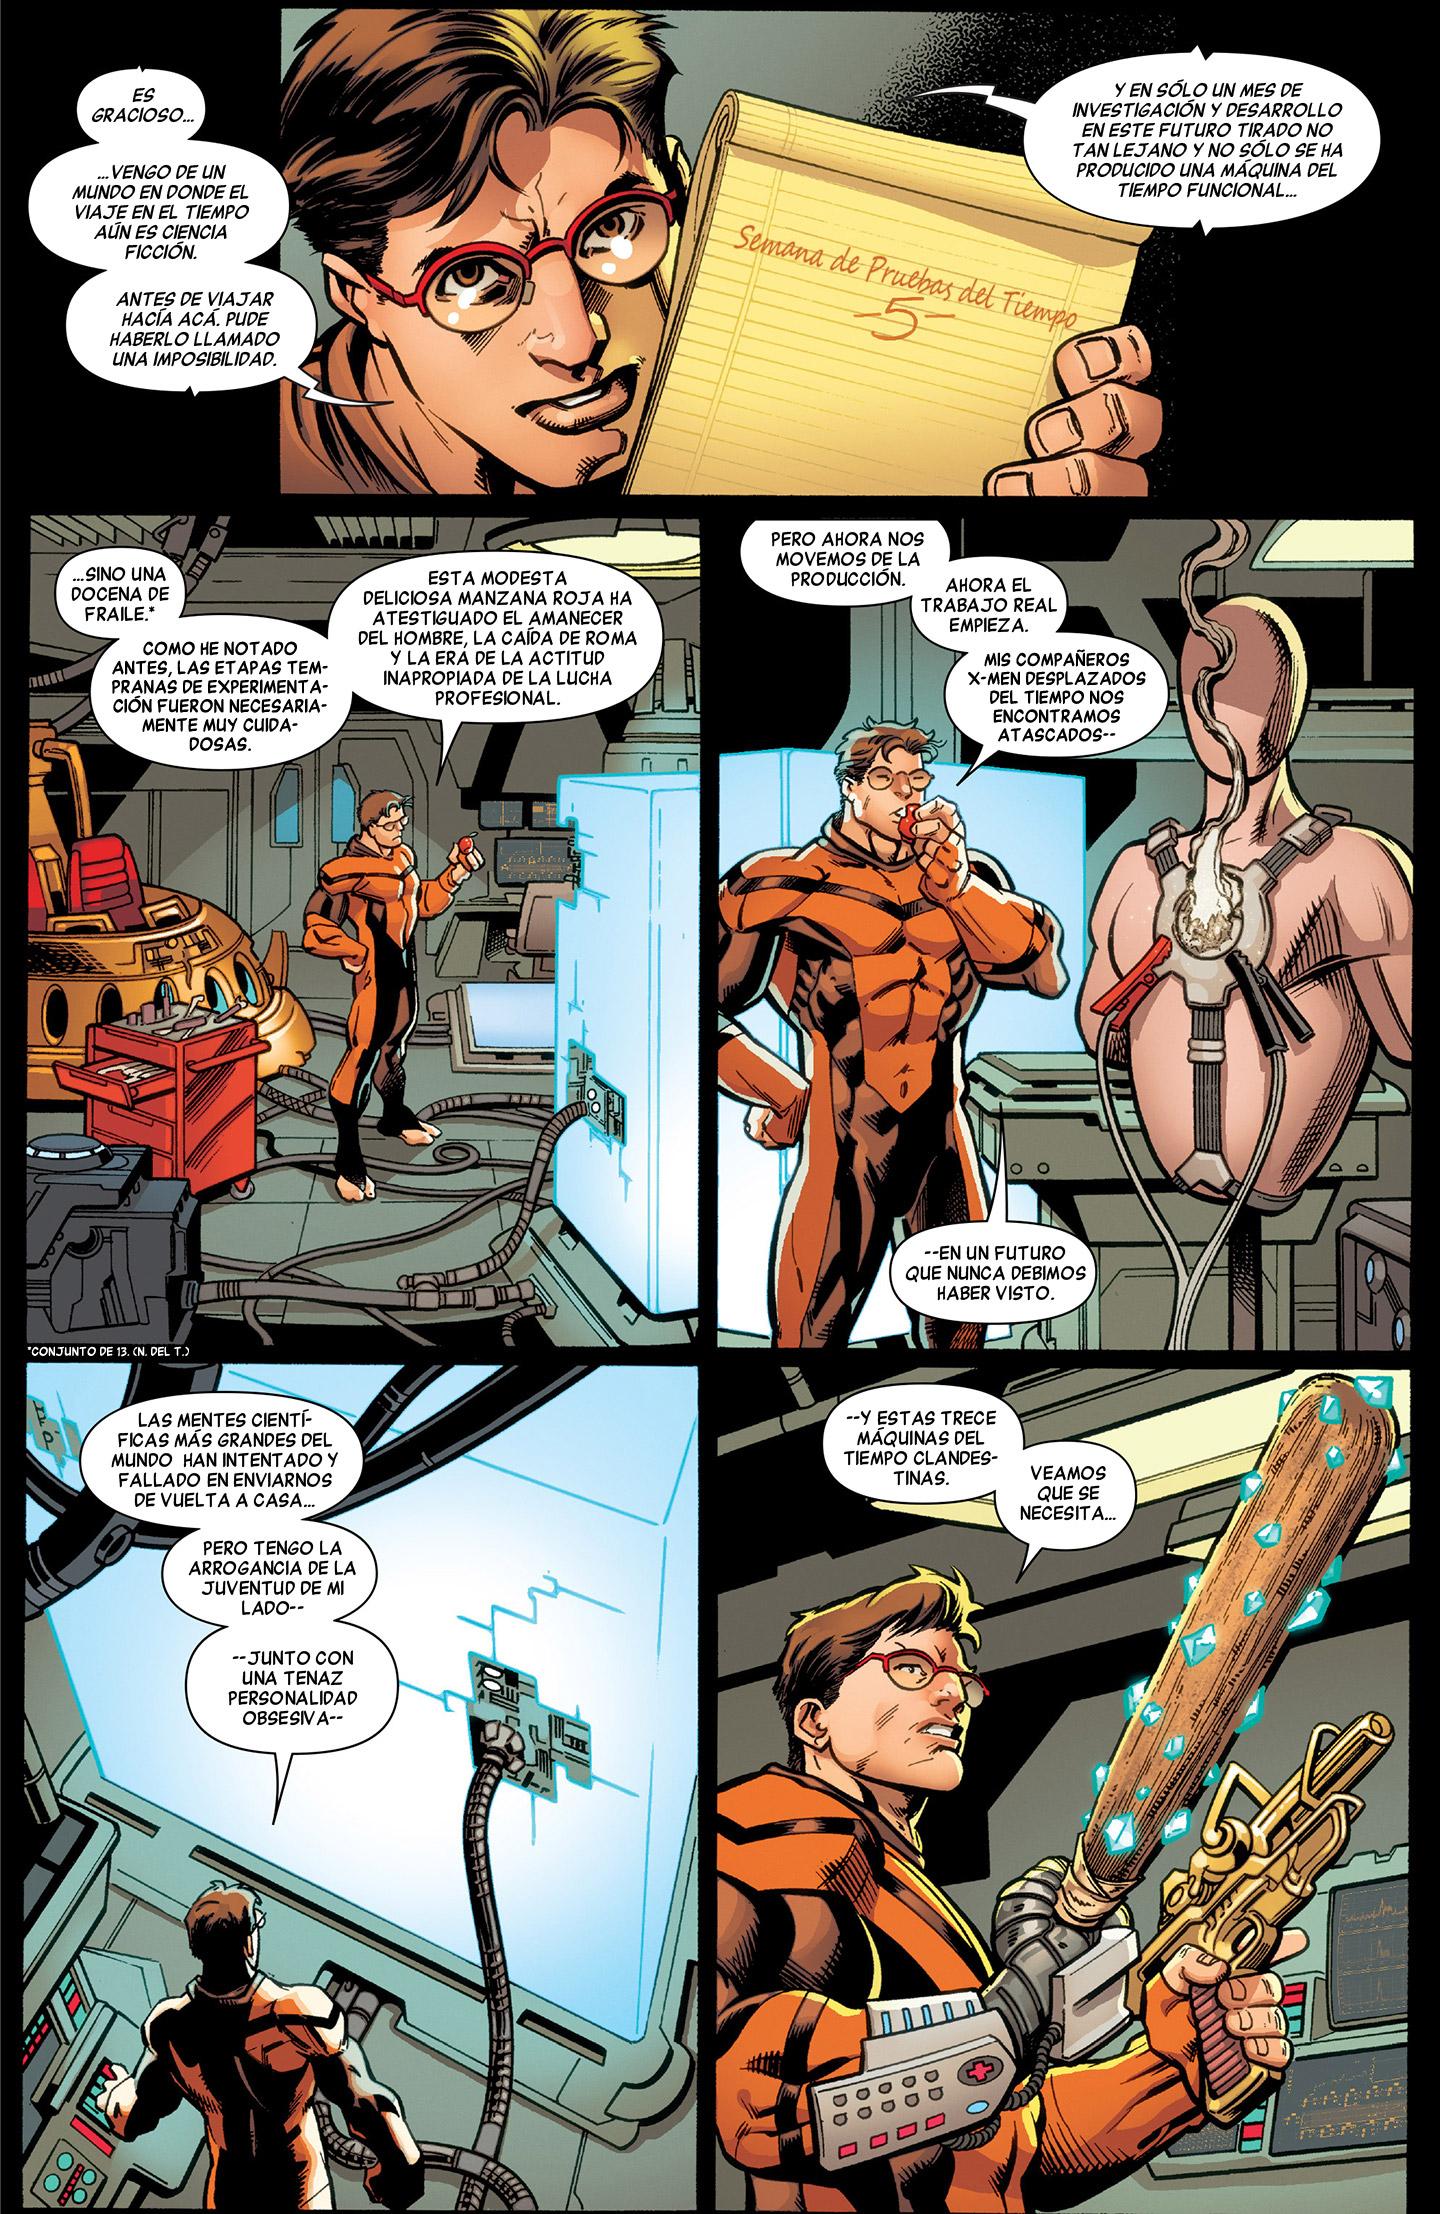 ES
GRACIOSO...
...VENGO DE UN
MUNDO EN DONDE EL
VIAJE EN EL TIEMPO
AÚN ES CIENCIA
FICCIÓN.
ANTES DE VIAJAR
HACÍA ACÁ. PUDE
HABERLO LLAMADO
UNA IMPOSIBILIDAD.
Semana de Pruebas del Tiempo
-5-
Y EN SÓLO UN MES DE
INVESTIGACIÓN Y DESARROLLO
EN ESTE FUTURO TIRADO NO
TAN LEJANO Y NO SÓLO SE HA
PRODUCIDO UNA MÁQUINA DEL
TIEMPO FUNCIONAL...
...SINO UNA
DOCENA DE
FRAILE.*
COMO HE NOTADO
ANTES, LAS ETAPAS TEM-
PRANAS DE EXPERIMENTA-
CIÓN FUERON NECESARIA-
MENTE MUY CUIDA-
DOSAS.
ESTA MODESTA
DELICIOSA MANZANA ROJA HA
ATESTIGUADO EL AMANECER
DEL HOMBRE, LA CAÍDA DE ROMA
Y LA ERA DE LA ACTITUD
INAPROPIADA DE LA LUCHA
PROFESIONAL.
*CONJUNTO DE 13. (N. DEL T.)
PERO AHORA NOS
MOVEMOS DE LA
PRODUCCIÓN.
AHORA EL
TRABAJO REAL
EMPIEZA.
MIS COMPAÑEROS
X-MEN DESPLAZADOS
DEL TIEMPO NOS
ENCONTRAMOS
ATASCADOS--
--EN UN FUTURO
QUE NUNCA DEBIMOS
HABER VISTO.
LAS MENTES CIENTÍ-
FICAS MÁS GRANDES DEL
MUNDO HAN INTENTADO Y
FALLADO EN ENVIARNOS
DE VUELTA A CASA...
PERO TENGO LA
ARROGANCIA DE LA
JUVENTUD DE MI
LADO--
--JUNTO CON
UNA TENAZ
PERSONALIDAD
OBSESIVA--
--Y ESTAS TRECE
MÁQUINAS DEL
TIEMPO CLANDES-
TINAS.
VEAMOS
QUE SE
NECESITA...